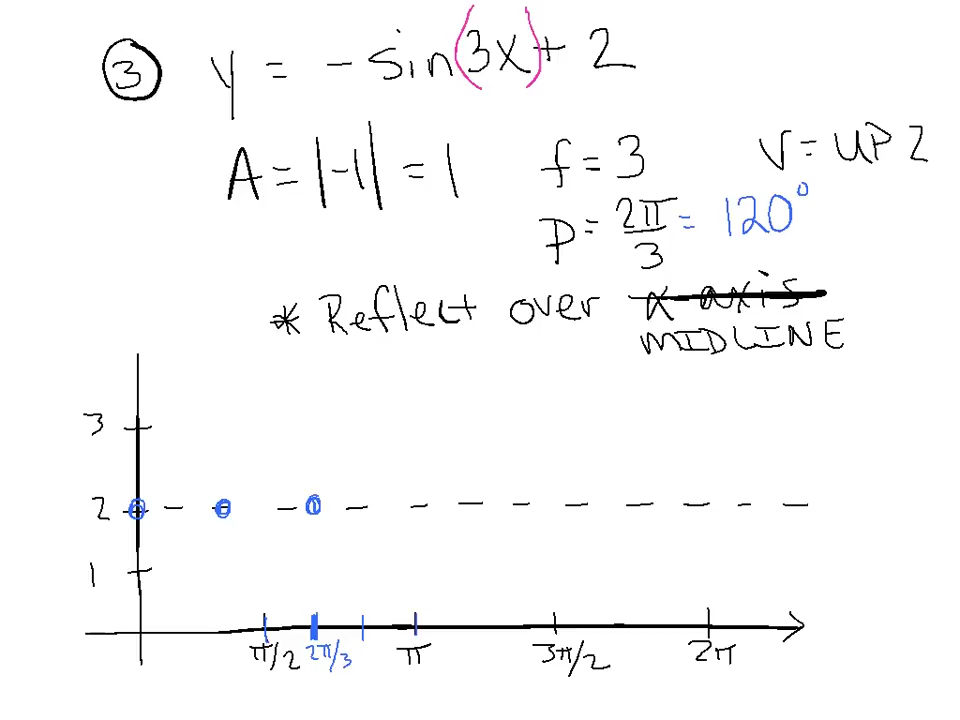 ③ y = - sin(3x) + 2
A = |-1| = 1 f = 3 V = UP 2
P = 2π/3 = 120°
* Reflect over x-axis
MIDLINE
3
2
1
π/2 2π/3 π 3π/2 2π